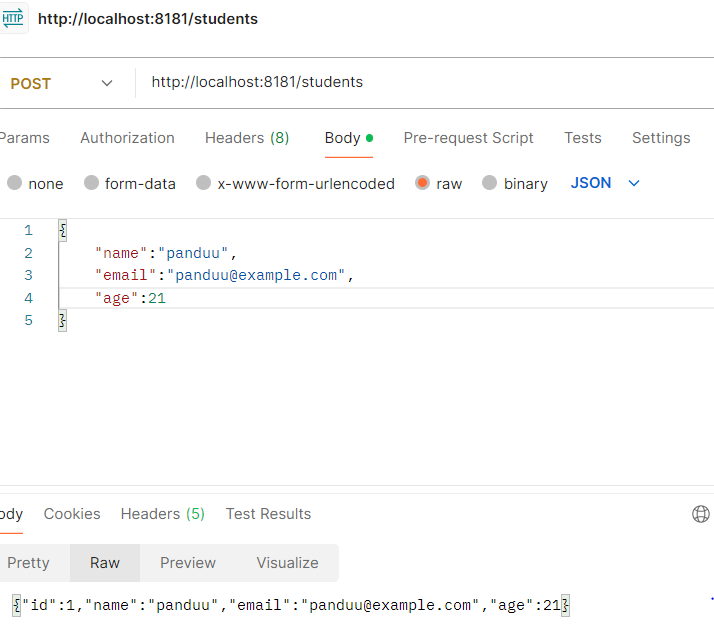 HTTP http://localhost:8181/students
POST http://localhost:8181/students
Params Authorization Headers (8) Body Pre-request Script Tests Settings
none form-data x-www-form-urlencoded raw binary JSON
1 {
2 "name":"panduu",
3 "email":"panduu@example.com",
4 "age":21
5 }
ody Cookies Headers (5) Test Results
Pretty Raw Preview Visualize
{"id":1,"name":"panduu","email":"panduu@example.com","age":21}